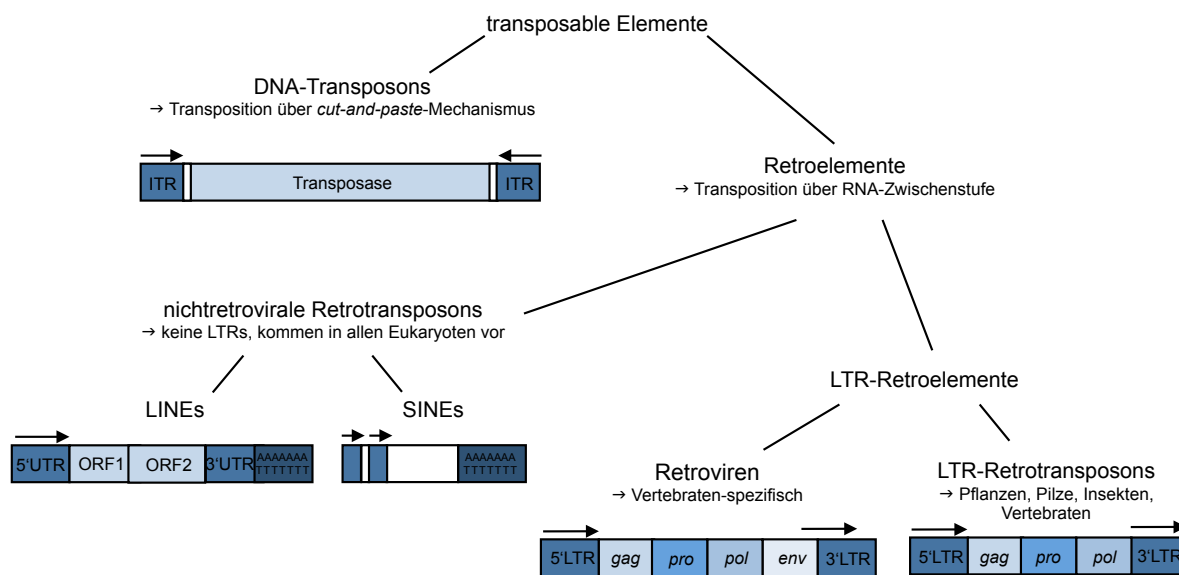 transposable Elemente
DNA-Transposons
→ Transposition über cut-and-paste-Mechanismus
ITR Transposase ITR
Retroelemente
→ Transposition über RNA-Zwischenstufe
nichtretrovirale Retrotransposons
→ keine LTRs, kommen in allen Eukaryoten vor
LTR-Retroelemente
LINEs
5‘UTR ORF1 ORF2 3‘UTR AAAAAAA
TTTTTTT
SINEs
AAAAAAA
TTTTTTT
Retroviren
→ Vertebraten-spezifisch
5‘LTR gag pro pol env 3‘LTR
LTR-Retrotransposons
→ Pflanzen, Pilze, Insekten,
Vertebraten
5‘LTR gag pro pol 3‘LTR